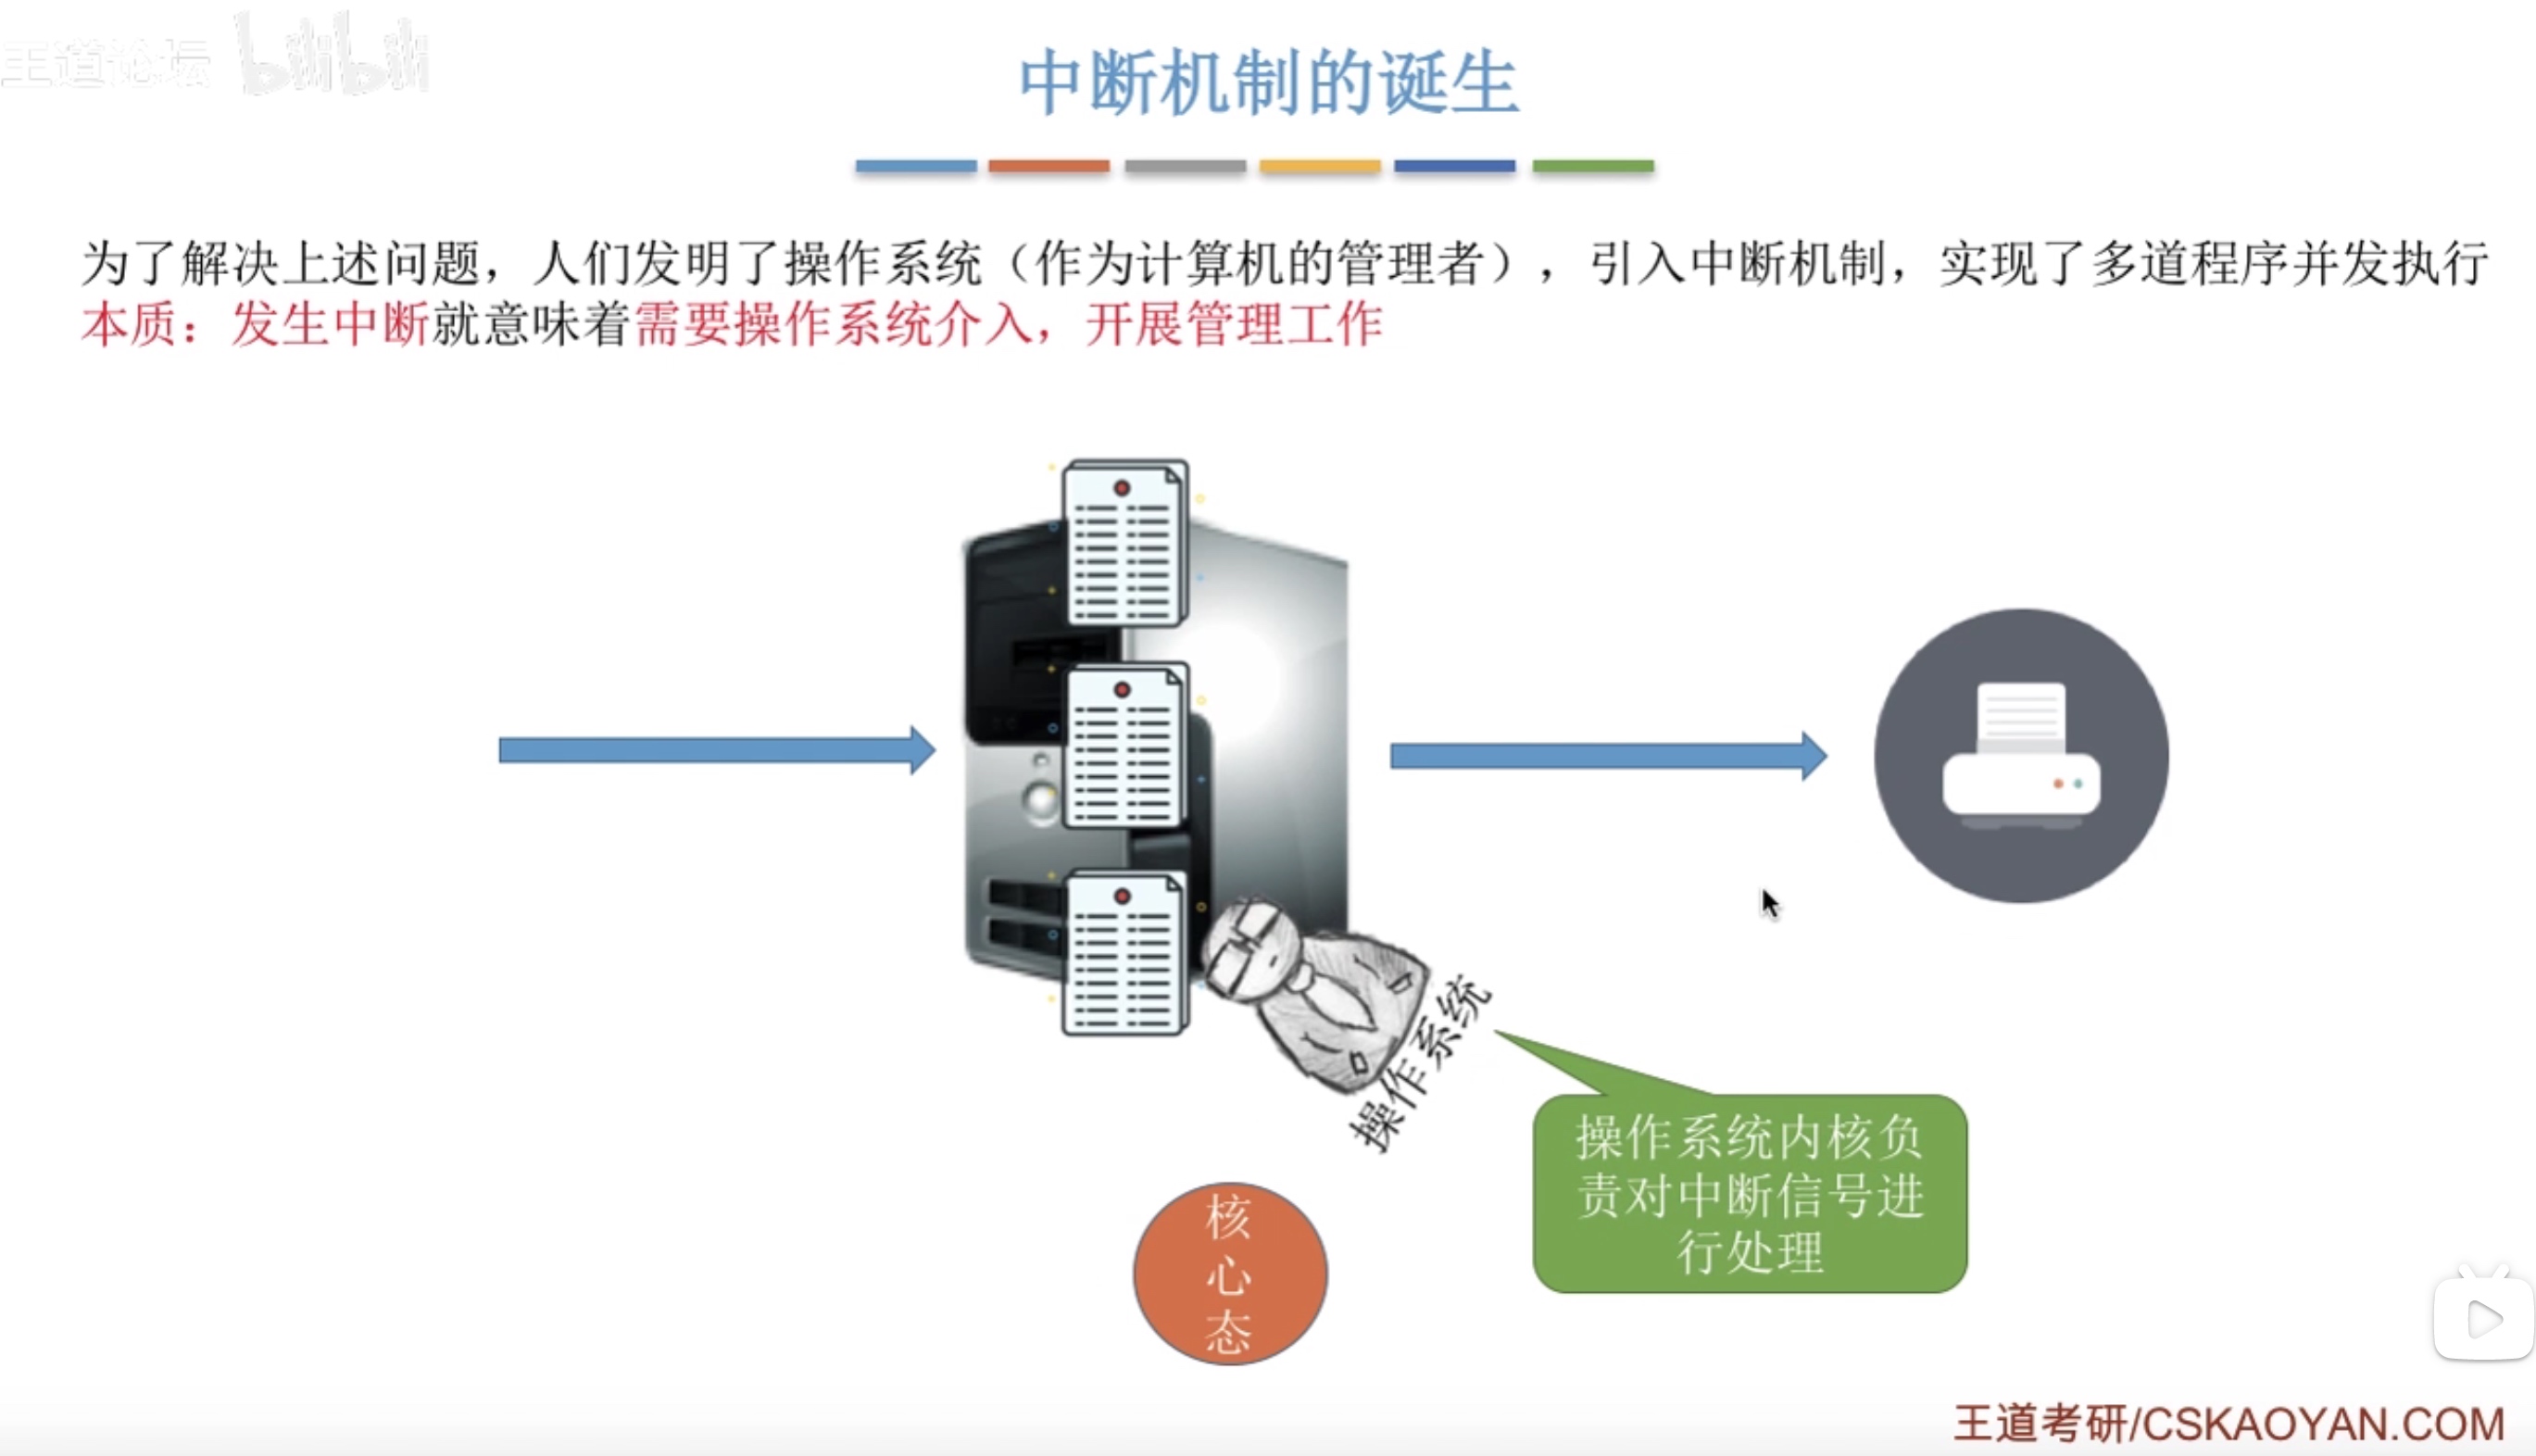 王道论坛 bilibili
中断机制的诞生
为了解决上述问题，人们发明了操作系统（作为计算机的管理者），引入中断机制，实现了多道程序并发执行
本质：发生中断就意味着需要操作系统介入，开展管理工作
操作系统
操作系统内核负
责对中断信号进
行处理
核
心
态
王道考研/CSKAOYAN.COM